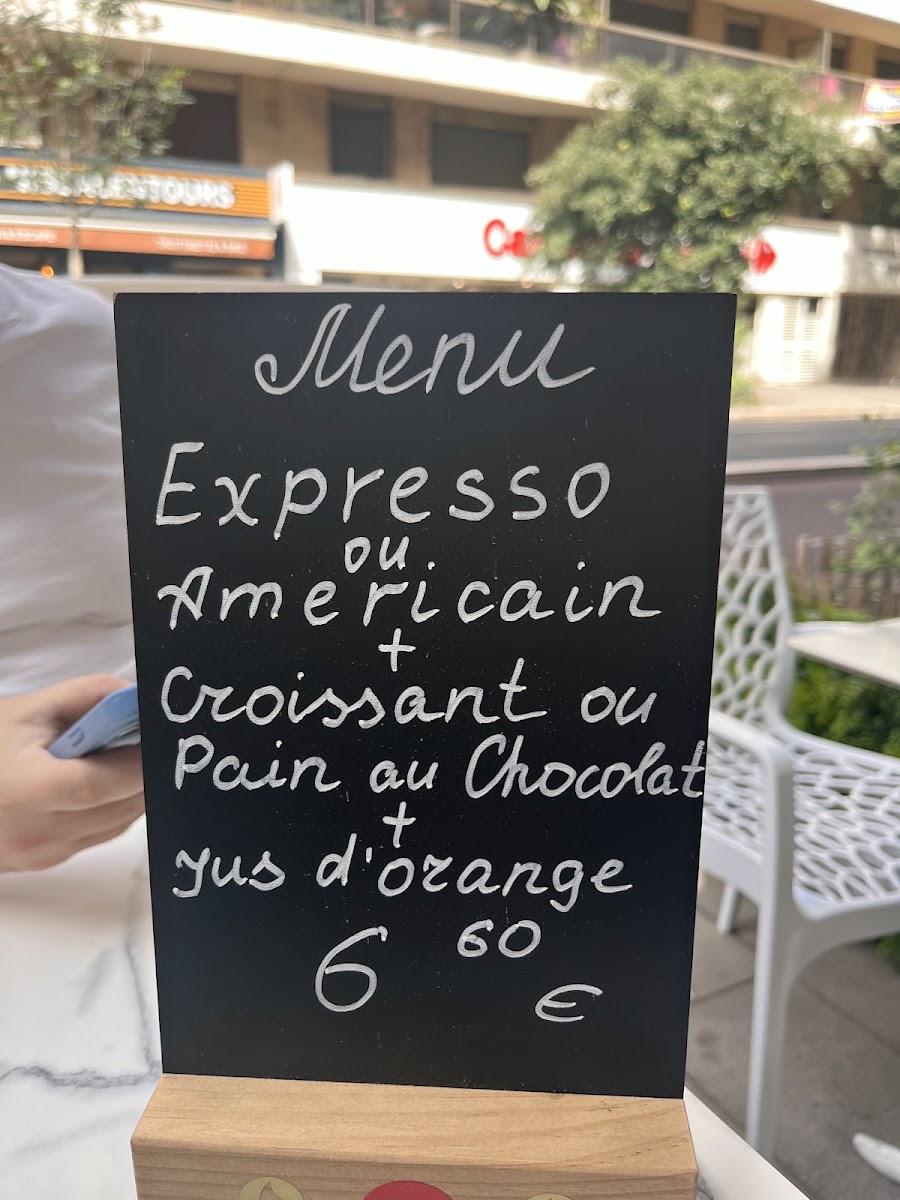 Menu
Expresso
ou
Americain
+
Croissant ou
Pain au Chocolat
+
Jus d'orange
6 60
€